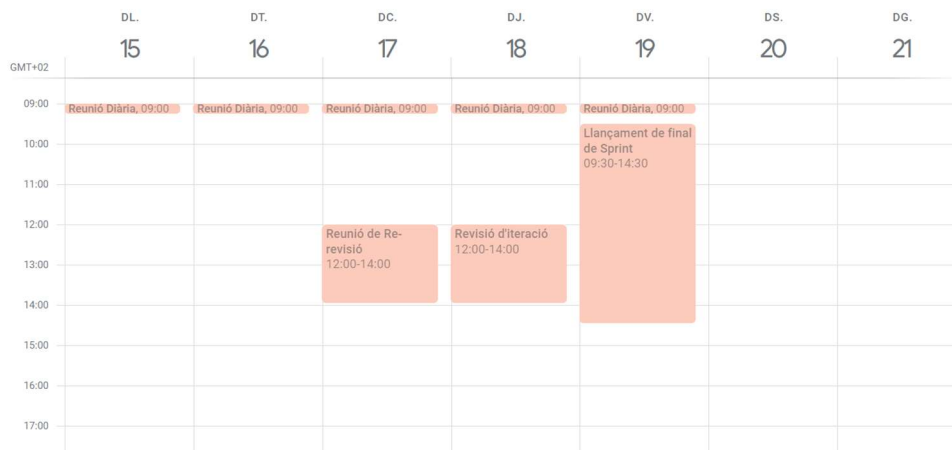 DL. DT. DC. DJ. DV. DS. DG.
15 16 17 18 19 20 21
GMT+02
09:00 Reunió Diària, 09:00 Reunió Diària, 09:00 Reunió Diària, 09:00 Reunió Diària, 09:00 Reunió Diària, 09:00
Llançament de final
de Sprint
09:30-14:30
10:00
11:00
12:00
Reunió de Re-
revisió
12:00-14:00
Revisió d'iteració
12:00-14:00
13:00
14:00
15:00
16:00
17:00